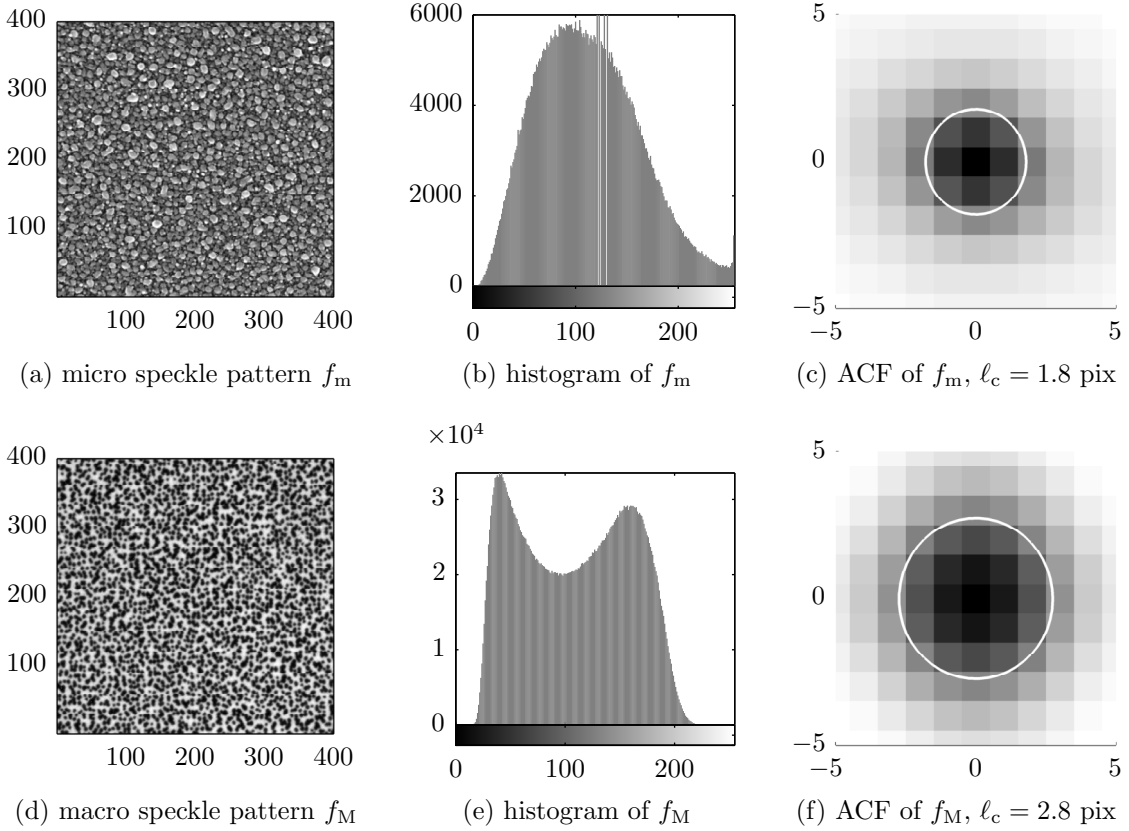 400
300
200
100
100 200 300 400
(a) micro speckle pattern f_m
6000
4000
2000
0
0 100 200
(b) histogram of f_m
5
0
−5
−5 0 5
(c) ACF of f_m, ℓ_c = 1.8 pix
400
300
200
100
100 200 300 400
(d) macro speckle pattern f_M
×10^4
3
2
1
0
0 100 200
(e) histogram of f_M
5
0
−5
−5 0 5
(f) ACF of f_M, ℓ_c = 2.8 pix